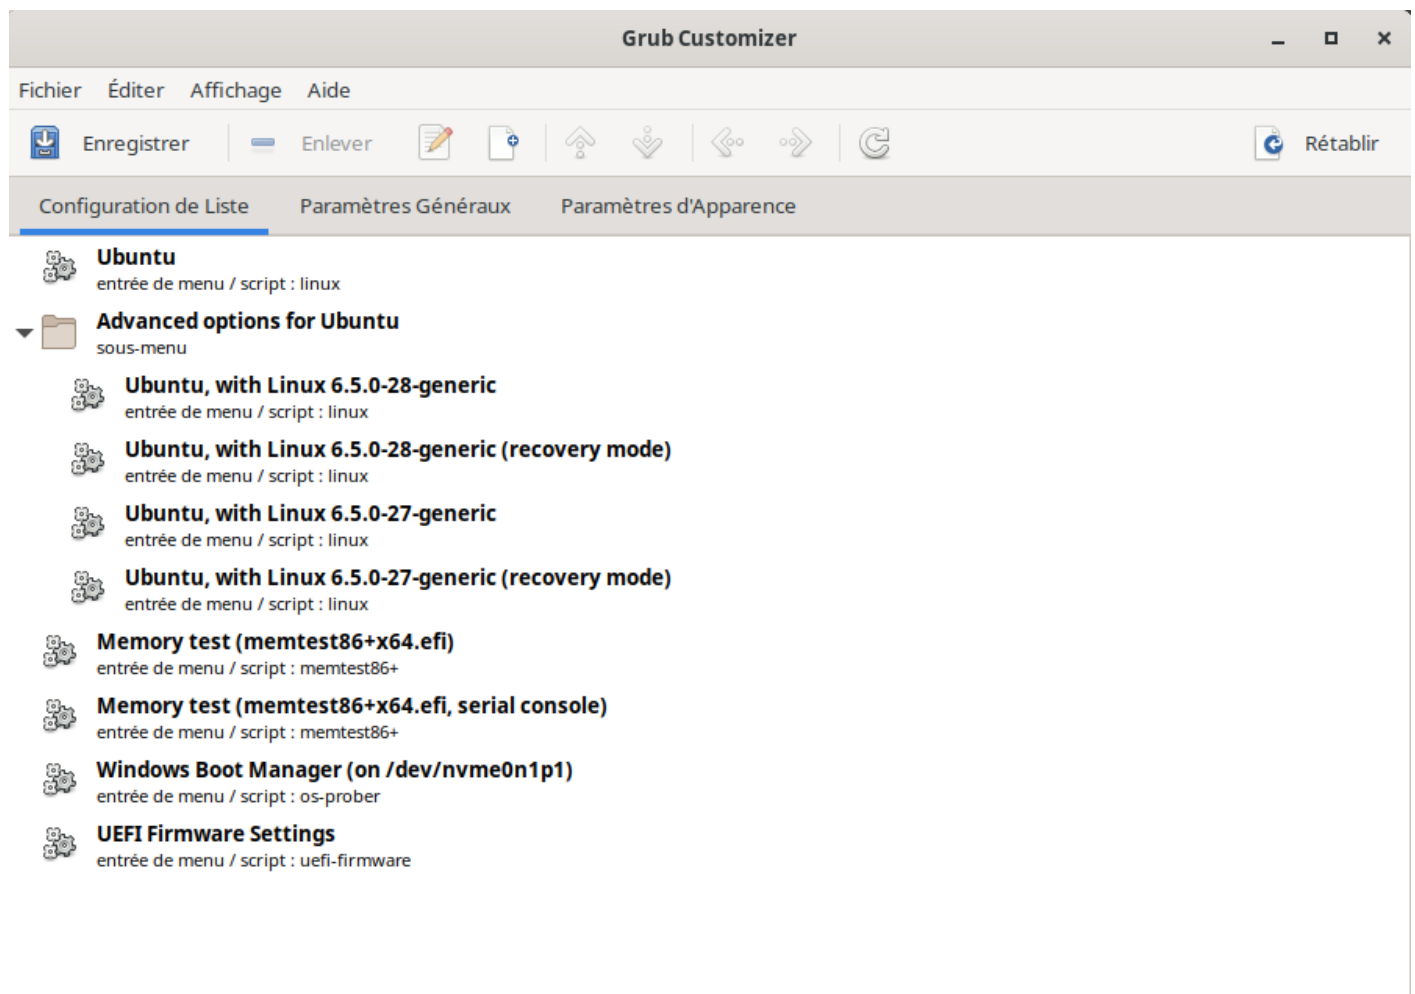 Grub Customizer
Fichier Éditer Affichage Aide
Enregistrer Enlever Rétablir
Configuration de Liste Paramètres Généraux Paramètres d'Apparence
Ubuntu
entrée de menu / script : linux
Advanced options for Ubuntu
sous-menu
Ubuntu, with Linux 6.5.0-28-generic
entrée de menu / script : linux
Ubuntu, with Linux 6.5.0-28-generic (recovery mode)
entrée de menu / script : linux
Ubuntu, with Linux 6.5.0-27-generic
entrée de menu / script : linux
Ubuntu, with Linux 6.5.0-27-generic (recovery mode)
entrée de menu / script : linux
Memory test (memtest86+x64.efi)
entrée de menu / script : memtest86+
Memory test (memtest86+x64.efi, serial console)
entrée de menu / script : memtest86+
Windows Boot Manager (on /dev/nvme0n1p1)
entrée de menu / script : os-prober
UEFI Firmware Settings
entrée de menu / script : uefi-firmware